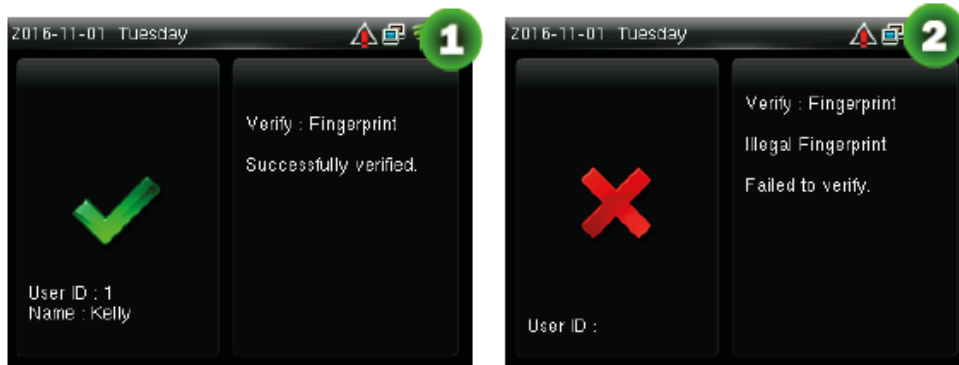 2016-11-01 Tuesday
1
Verify : Fingerprint
Successfully verified.
User ID : 1
Name : Kelly
2016-11-01 Tuesday
2
Verify : Fingerprint
Illegal Fingerprint
Failed to verify.
User ID :